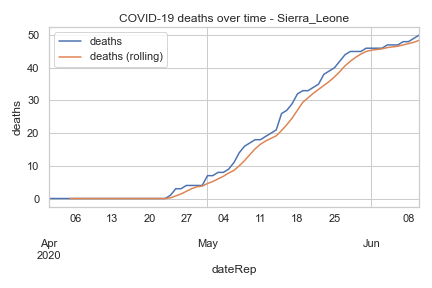 COVID-19 deaths over time - Sierra_Leone
deaths
deaths (rolling)
50
40
30
20
10
0
deaths
06 13 20 27 04 11 18 25 08
Apr May Jun
2020
dateRep